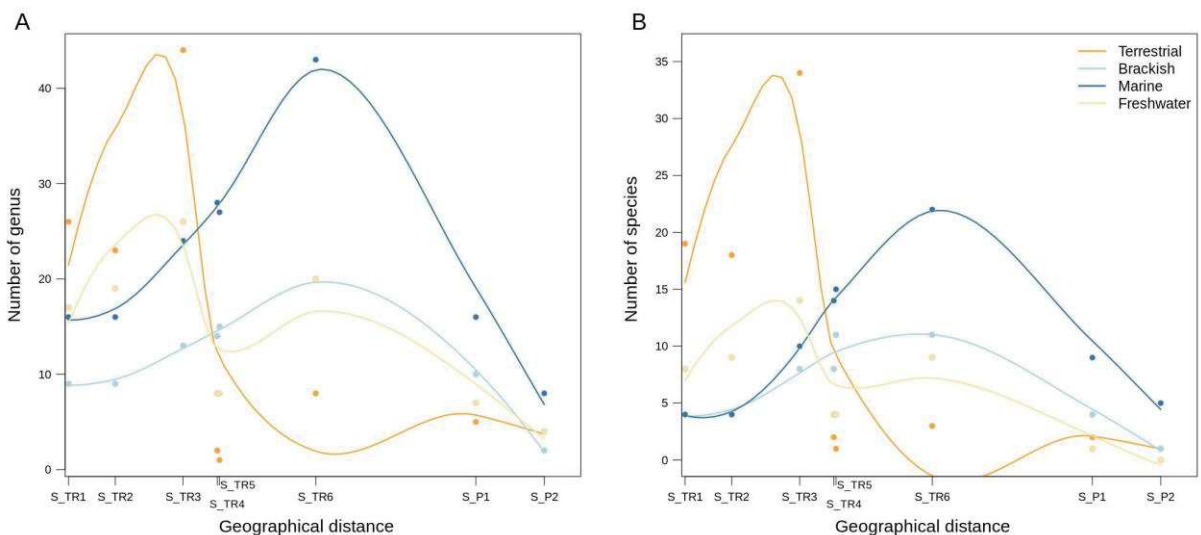 A
B
Number of genus
40
30
20
10
0
S_TR1
S_TR2
S_TR3
S_TR5
S_TR4
S_TR6
S_P1
S_P2
Geographical distance
Number of species
35
30
25
20
15
10
5
0
Terrestrial
Brackish
Marine
Freshwater
S_TR1
S_TR2
S_TR3
S_TR5
S_TR4
S_TR6
S_P1
S_P2
Geographical distance